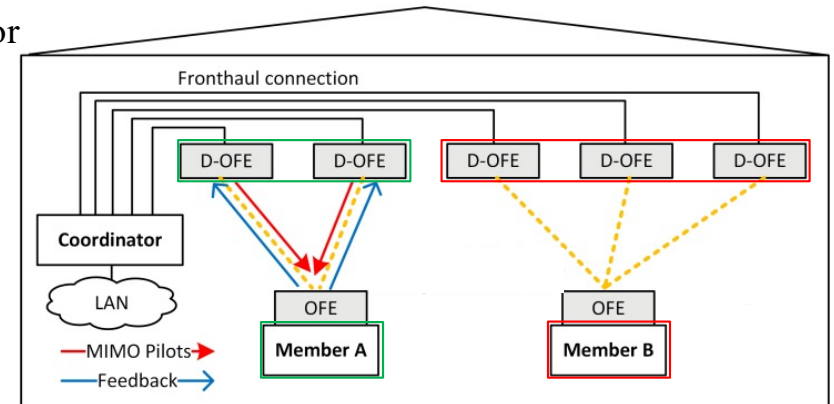 or
Fronthaul connection
D-OFE D-OFE D-OFE D-OFE D-OFE
Coordinator
LAN
OFE OFE
Member A Member B
MIMO Pilots
Feedback